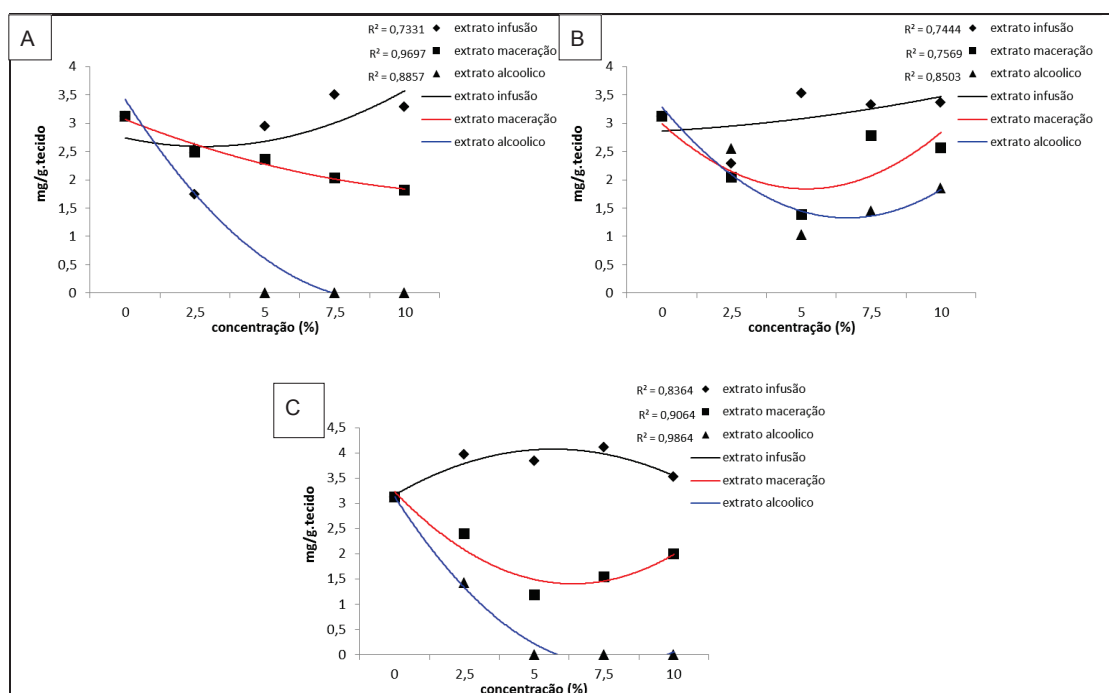 A
R² = 0,7331 extrato infusão
R² = 0,9697 extrato maceração
R² = 0,8857 extrato alcoolico
extrato infusão
extrato maceração
extrato alcoolico
mg/g.tecido
4
3,5
3
2,5
2
1,5
1
0,5
0
0 2,5 5 7,5 10
concentração (%)
B
R² = 0,7444 extrato infusão
R² = 0,7569 extrato maceração
R² = 0,8503 extrato alcoolico
extrato infusão
extrato maceração
extrato alcoolico
mg/g.tecido
4
3,5
3
2,5
2
1,5
1
0,5
0
0 2,5 5 7,5 10
concentração (%)
C
R² = 0,8364 extrato infusão
R² = 0,9064 extrato maceração
R² = 0,9864 extrato alcoolico
extrato infusão
extrato maceração
extrato alcoolico
mg/g.tecido
4,5
4
3,5
3
2,5
2
1,5
1
0,5
0
0 2,5 5 7,5 10
concentração (%)